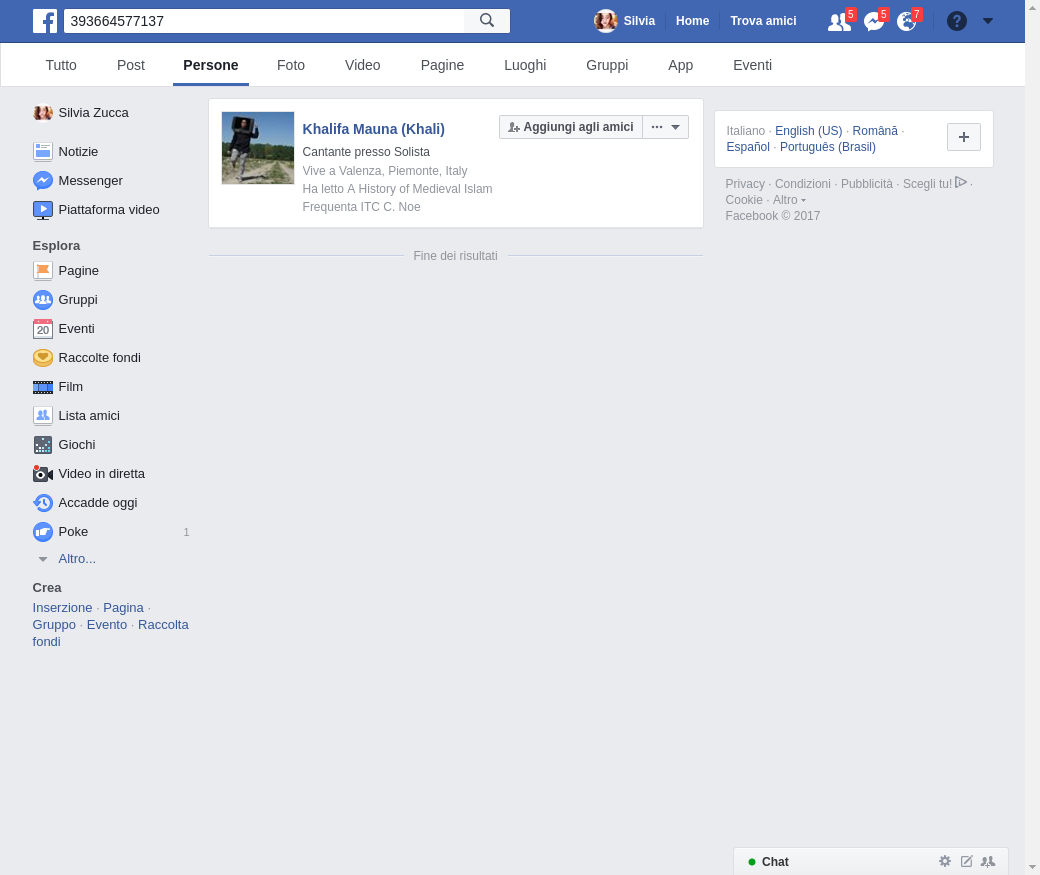 393664577137
Silvia Home Trova amici 5 5 7 ?
Tutto Post Persone Foto Video Pagine Luoghi Gruppi App Eventi
Silvia Zucca
Notizie
Messenger
Piattaforma video
Esplora
Pagine
Gruppi
20 Eventi
Raccolte fondi
Film
Lista amici
Giochi
Video in diretta
Accadde oggi
Poke 1
Altro...
Crea
Inserzione · Pagina ·
Gruppo · Evento · Raccolta
fondi
Khalifa Mauna (Khali)
Aggiungi agli amici
Cantante presso Solista
Vive a Valenza, Piemonte, Italy
Ha letto A History of Medieval Islam
Frequenta ITC C. Noe
Fine dei risultati
Italiano · English (US) · Română ·
Español · Português (Brasil)
Privacy · Condizioni · Pubblicità · Scegli tu! ·
Cookie · Altro
Facebook © 2017
Chat